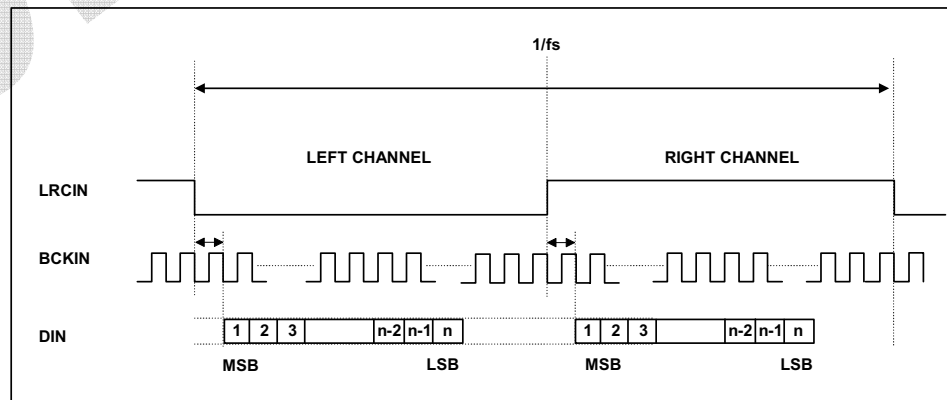 1/fs
LEFT CHANNEL RIGHT CHANNEL
LRCIN
BCKIN
DIN 1 2 3 n-2 n-1 n 1 2 3 n-2 n-1 n
MSB LSB MSB LSB